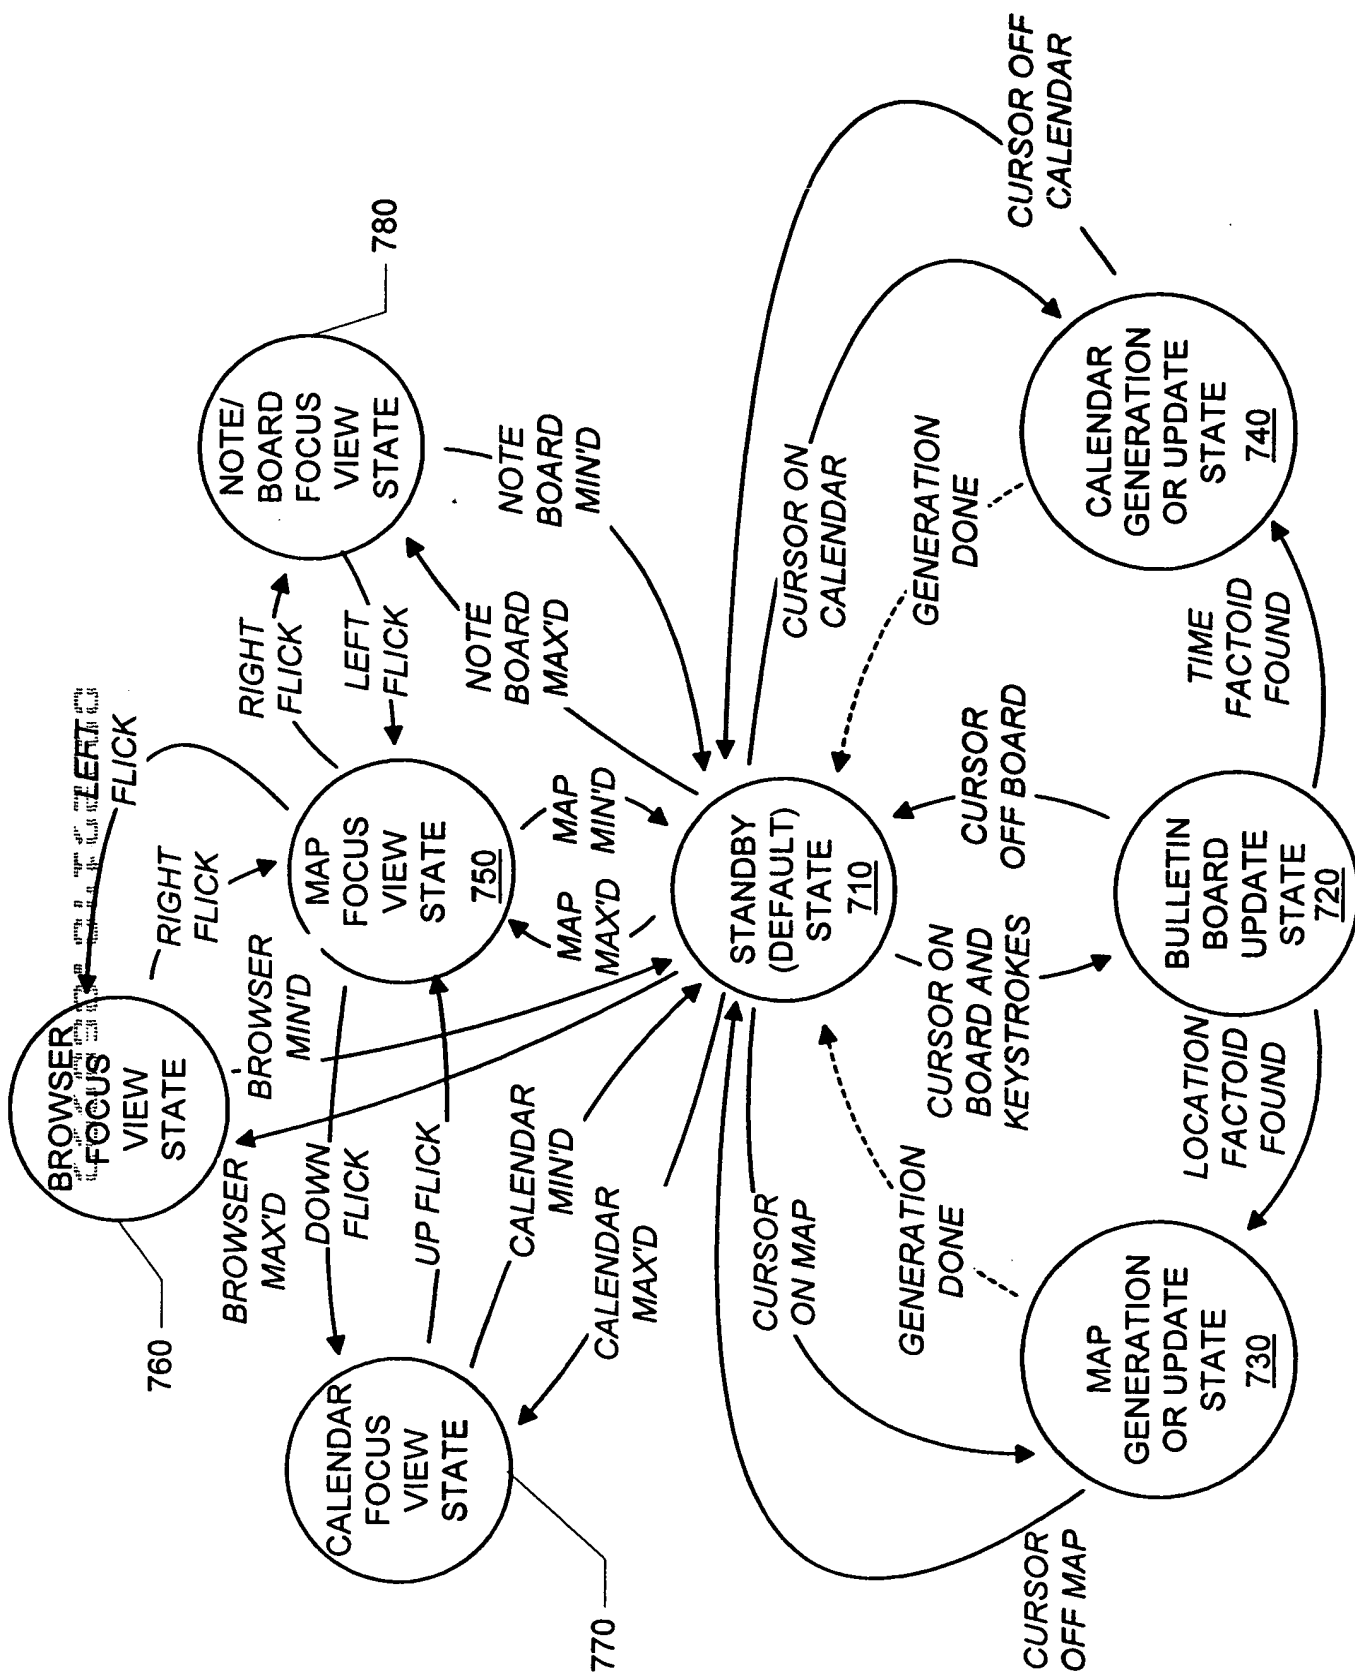 BROWSER
FOCUS
VIEW
STATE
760
LEFT
FLICK
RIGHT
FLICK
BROWSER
MIN'D
BROWSER
MAX'D
NOTE/
BOARD
FOCUS
VIEW
STATE
780
RIGHT
FLICK
LEFT
FLICK
MAP
FOCUS
VIEW
STATE
750
DOWN
FLICK
UP FLICK
CALENDAR
FOCUS
VIEW
STATE
770
NOTE
BOARD
MIN'D
NOTE
BOARD
MAX'D
MAP
MIN'D
MAP
MAX'D
CALENDAR
MIN'D
CALENDAR
MAX'D
STANDBY
(DEFAULT)
STATE
710
CURSOR ON
CALENDAR
CURSOR OFF
CALENDAR
CURSOR
ON MAP
CURSOR
OFF MAP
GENERATION
DONE
GENERATION
DONE
CURSOR
OFF BOARD
CURSOR ON
BOARD AND
KEYSTROKES
MAP
GENERATION
OR UPDATE
STATE
730
LOCATION
FACTOID
FOUND
BULLETIN
BOARD
UPDATE
STATE
720
TIME
FACTOID
FOUND
CALENDAR
GENERATION
OR UPDATE
STATE
740